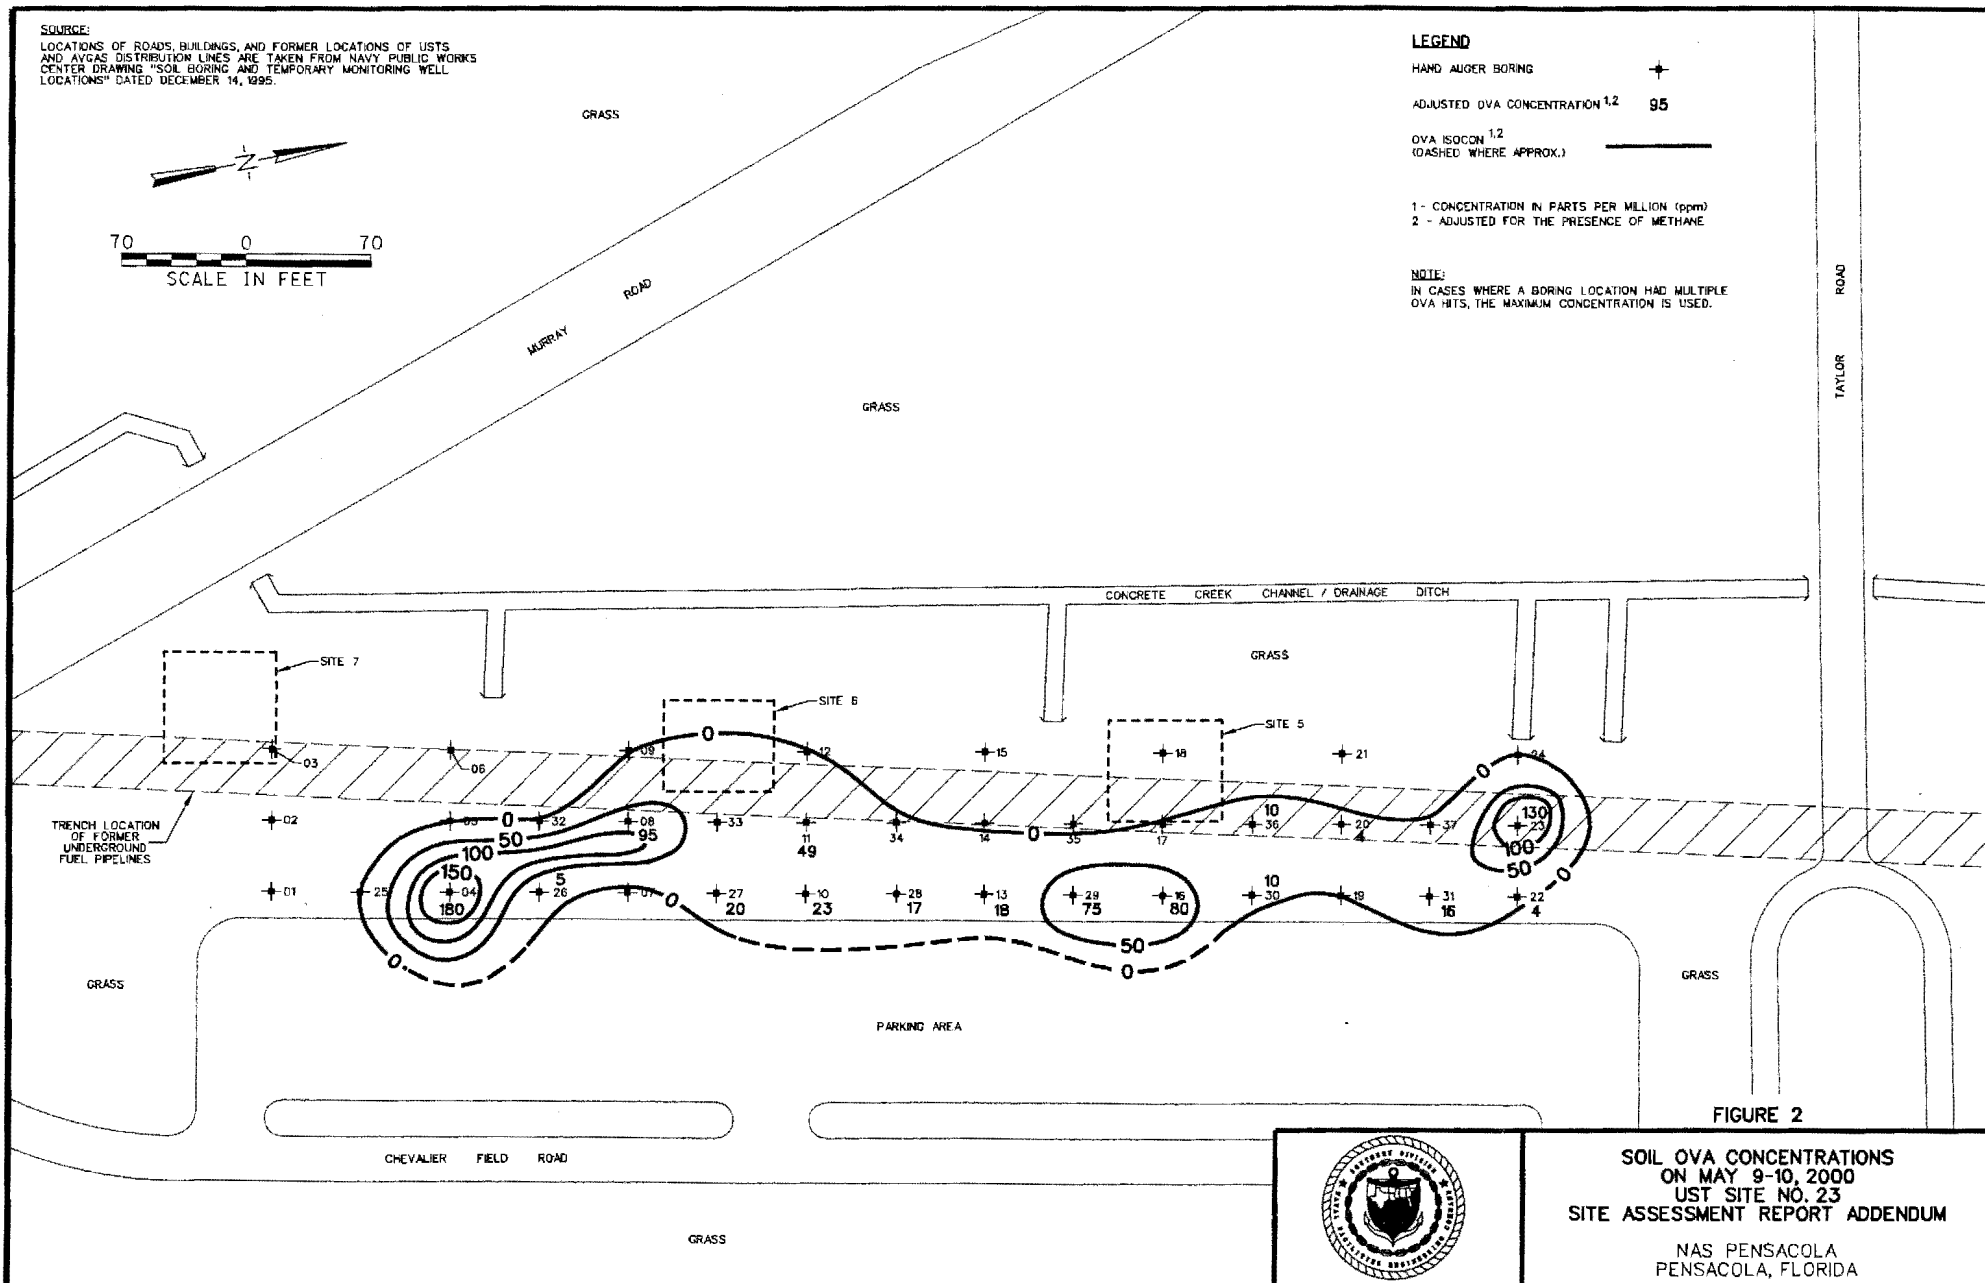 SOURCE:
LOCATIONS OF ROADS, BUILDINGS, AND FORMER LOCATIONS OF USTS
AND AVGAS DISTRIBUTION LINES ARE TAKEN FROM NAVY PUBLIC WORKS
CENTER DRAWING "SOIL BORING AND TEMPORARY MONITORING WELL
LOCATIONS" DATED DECEMBER 14, 1995.
N
70 0 70
SCALE IN FEET
LEGEND
HAND AUGER BORING
ADJUSTED OVA CONCENTRATION 1,2 95
OVA ISOCON 1,2
(DASHED WHERE APPROX.)
1 - CONCENTRATION IN PARTS PER MILLION (ppm)
2 - ADJUSTED FOR THE PRESENCE OF METHANE
NOTE:
IN CASES WHERE A BORING LOCATION HAD MULTIPLE
OVA HITS, THE MAXIMUM CONCENTRATION IS USED.
GRASS
MURRAY ROAD
GRASS
TAYLOR ROAD
CONCRETE CREEK CHANNEL / DRAINAGE DITCH
GRASS
SITE 7
SITE 6
SITE 5
03
06
09
0
12
15
18
21
24
0
TRENCH LOCATION
OF FORMER
UNDERGROUND
FUEL PIPELINES
02
05
0
32
08
33
11
34
14
0
35
17
10
36
20
37
130
23
50
95
49
4
100
100
50
150
01
25
04
5
26
07
0
27
10
28
13
29
16
10
30
19
31
22
0
180
20
23
17
18
75
80
16
4
50
0
0
GRASS
GRASS
PARKING AREA
CHEVALIER FIELD ROAD
GRASS
FIGURE 2
SOUTHERN DIVISION
NAVAL FACILITIES ENGINEERING COMMAND
SOIL OVA CONCENTRATIONS
ON MAY 9-10, 2000
UST SITE NO. 23
SITE ASSESSMENT REPORT ADDENDUM
NAS PENSACOLA
PENSACOLA, FLORIDA